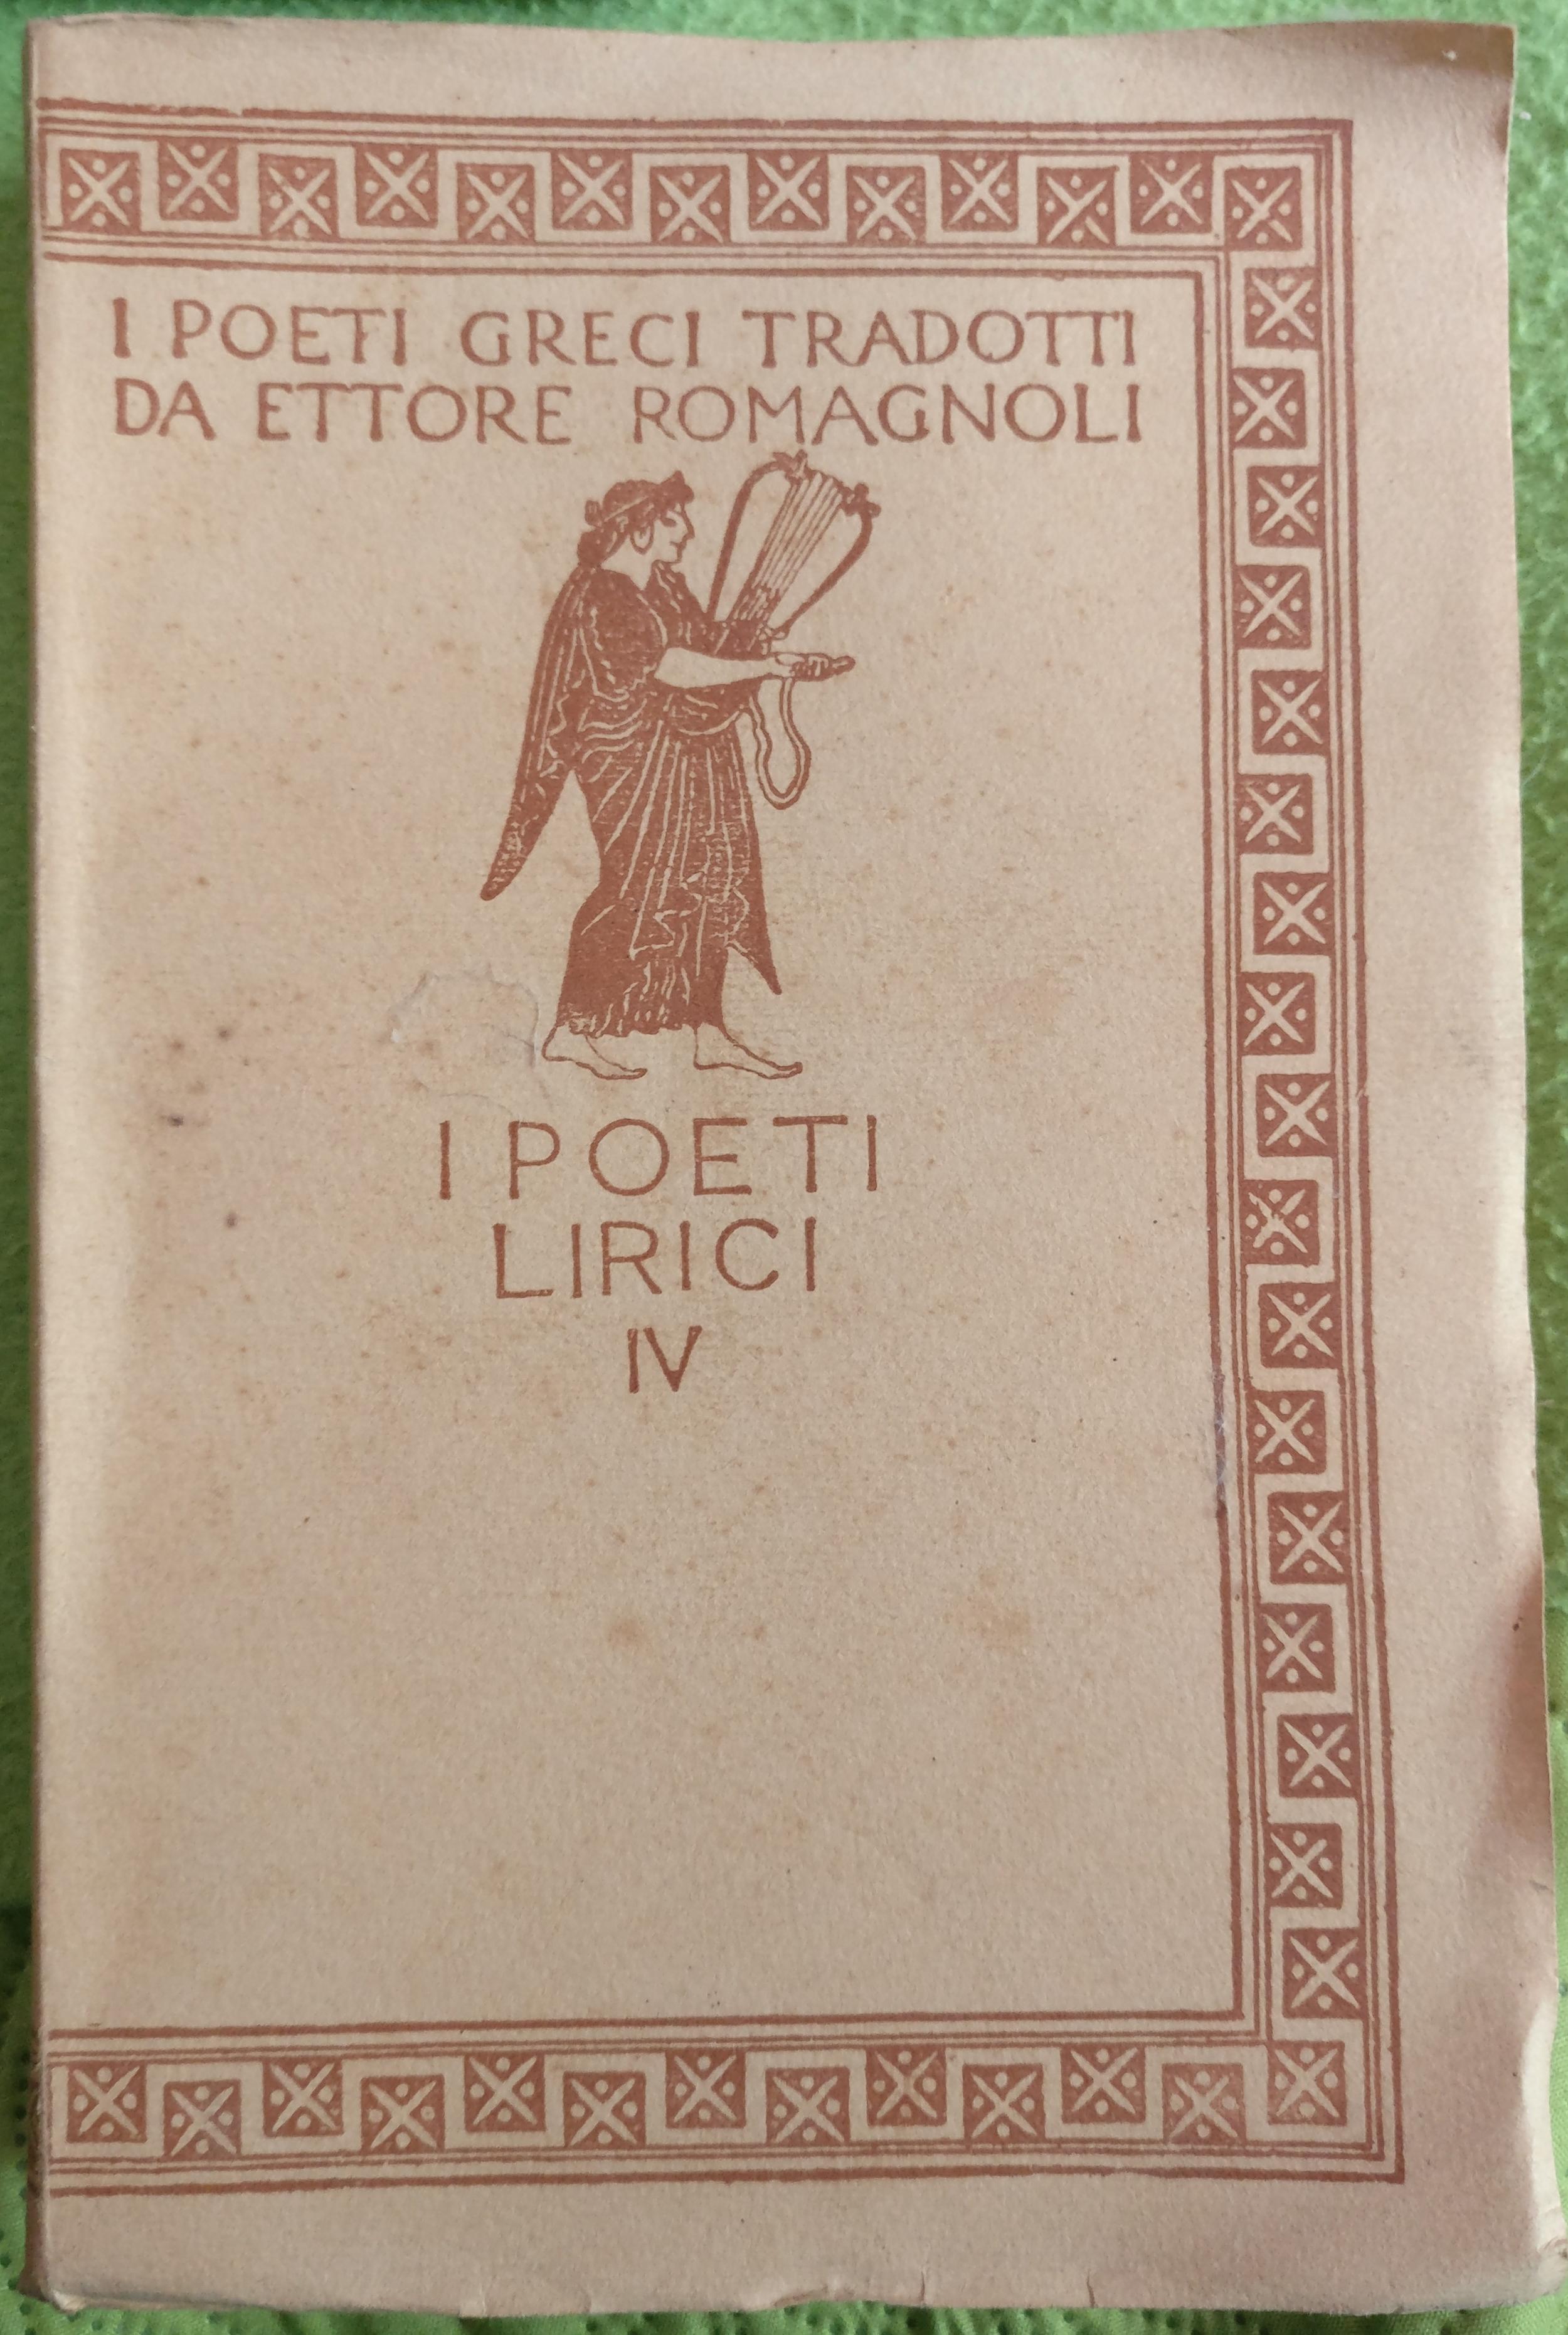 I POETI GRECI TRADOTTI
DA ETTORE ROMAGNOLI
I POETI
LIRICI
IV